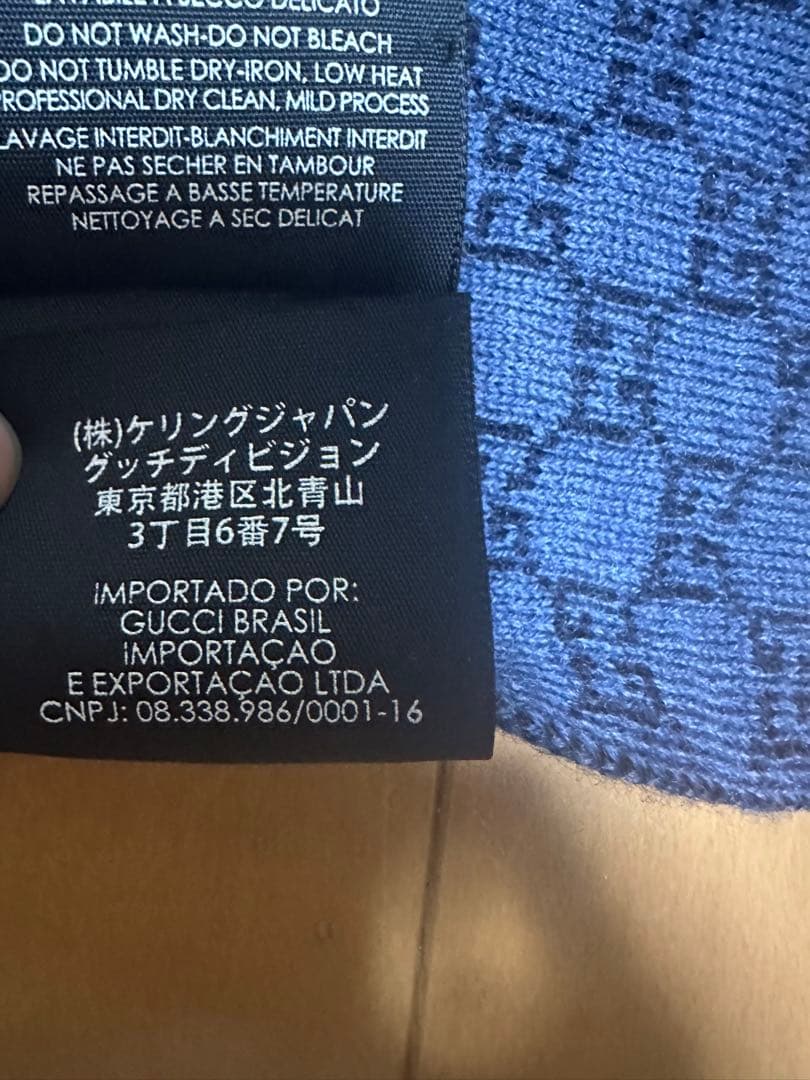 LAVABILE A SECCO DELICATO
DO NOT WASH-DO NOT BLEACH
DO NOT TUMBLE DRY-IRON, LOW HEAT
PROFESSIONAL DRY CLEAN, MILD PROCESS
LAVAGE INTERDIT-BLANCHIMENT INTERDIT
NE PAS SECHER EN TAMBOUR
REPASSAGE A BASSE TEMPERATURE
NETTOYAGE A SEC DELICAT
(株)ケリングジャパン
グッチディビジョン
東京都港区北青山
3丁目6番7号
IMPORTADO POR:
GUCCI BRASIL
IMPORTAÇAO
E EXPORTAÇAO LTDA
CNPJ: 08.338.986/0001-16